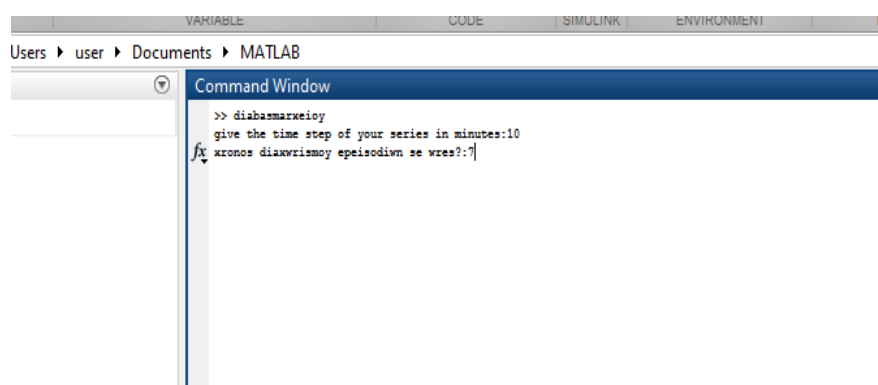 VARIABLE CODE SIMULINK ENVIRONMENT
Users ▸ user ▸ Documents ▸ MATLAB
Command Window
>> diabasmarxeioy
give the time step of your series in minutes:10
fx xronos diaxwrismoy epeisodiwn se wres?:7